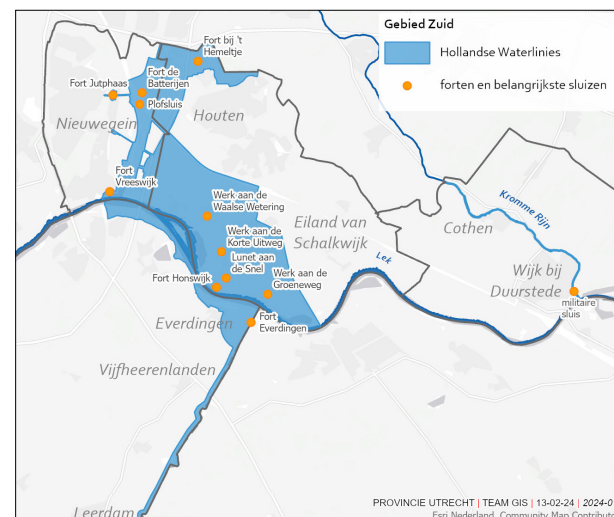 Gebied Zuid
Hollandse Waterlinies
forten en belangrijkste sluizen
Fort bij 't
Hemeltje
Fort de
Batterijen
Fort Jutphaas
Plofsluis
Houten
Nieuwegein
Fort
Vreeswijk
Werk aan de
Waalse Wetering
Eiland van
Schalkwijk
Kromme Rijn
Cothen
Werk aan de
Korte Uitweg
Lunet aan
de Snel
Lek
Wijk bij
Duurstede
Fort Honswijk
Werk aan de
Groeneweg
militaire
sluis
Everdingen
Fort
Everdingen
Vijfheerenlanden
Leerdam
PROVINCIE UTRECHT | TEAM GIS | 13-02-24 | 2024-0
Esri Nederland, Community Map Contribut